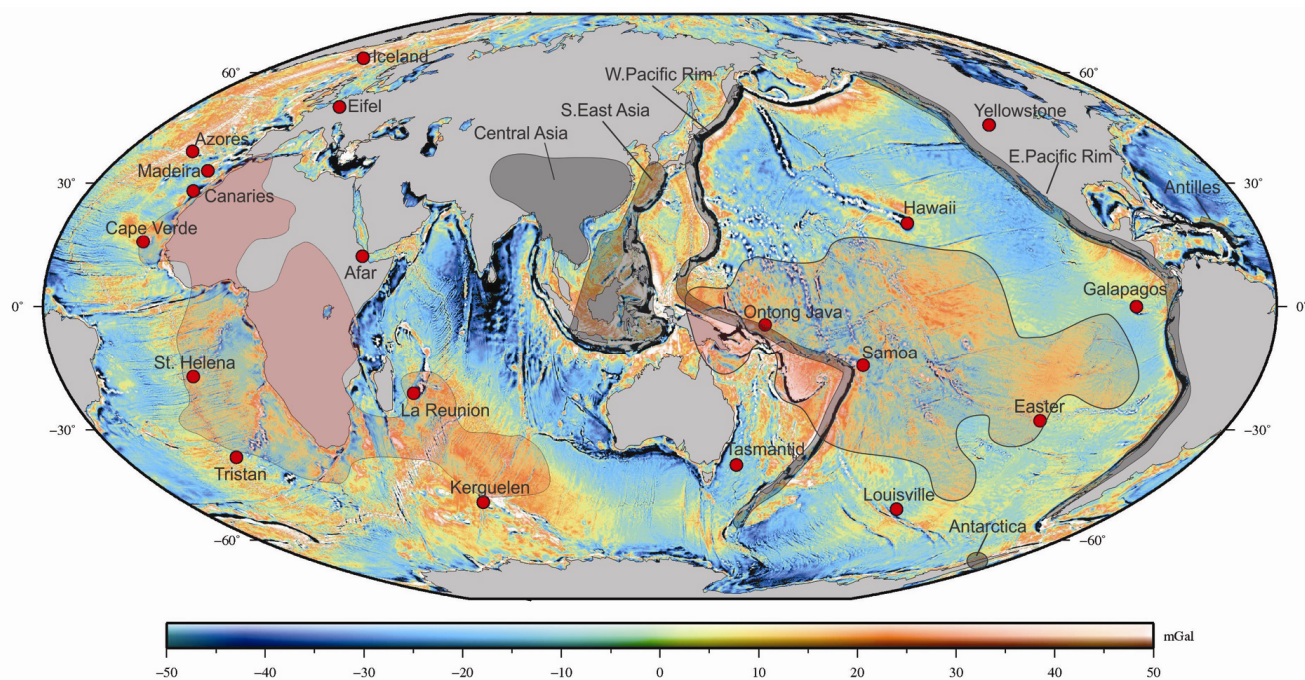 Iceland
60°
60°
W.Pacific Rim
Eifel
S.East Asia
Yellowstone
Azores
Central Asia
E.Pacific Rim
Madeira
30°
30°
Canaries
Antilles
Hawaii
Cape Verde
Afar
Galapagos
0°
0°
Ontong Java
St. Helena
Samoa
La Reunion
Easter
−30°
−30°
Tasmantid
Tristan
Kerguelen
Louisville
Antarctica
−60°
−60°
mGal
−50 −40 −30 −20 −10 0 10 20 30 40 50